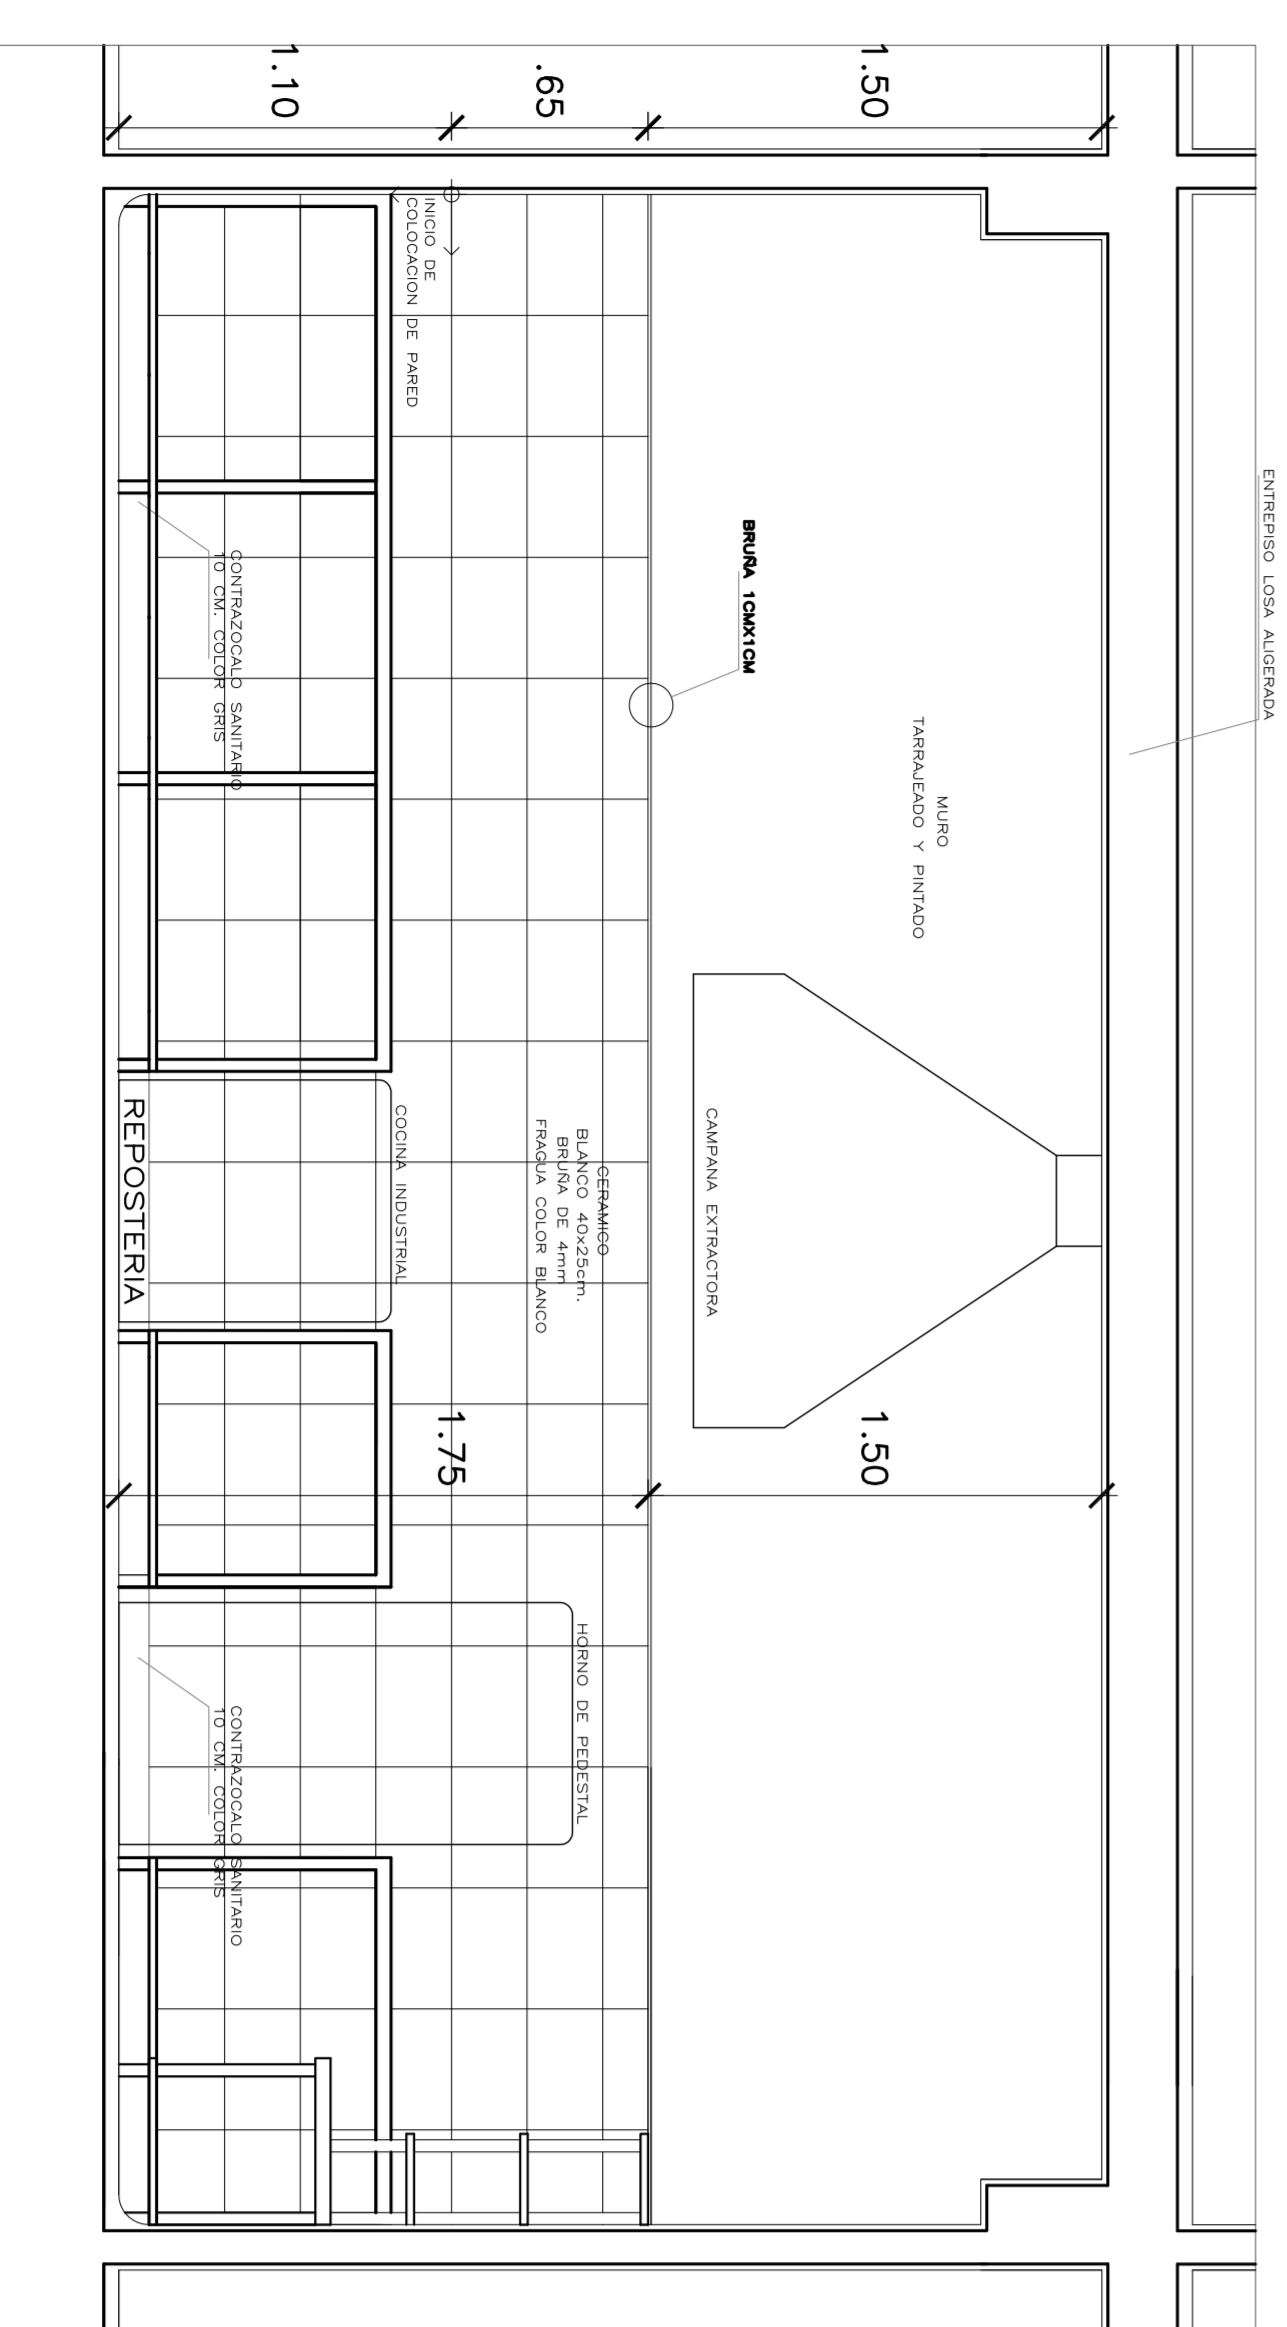 ENTREPISO LOSA ALIGERADA
MURO
TARRAJEADO Y PINTADO
1.50
1.50
BRUÑA 1CMX1CM
CAMPANA EXTRACTORA
.65
CERAMICO
BLANCO 40x25cm.
BRUÑA DE 4mm
FRAGUA COLOR BLANCO
HORNO DE PEDESTAL
1.75
INICIO DE
COLOCACION DE PARED
COCINA INDUSTRIAL
1.10
CONTRAZOCALO SANITARIO
10 CM. COLOR GRIS
CONTRAZOCALO SANITARIO
10 CM. COLOR GRIS
REPOSTERIA